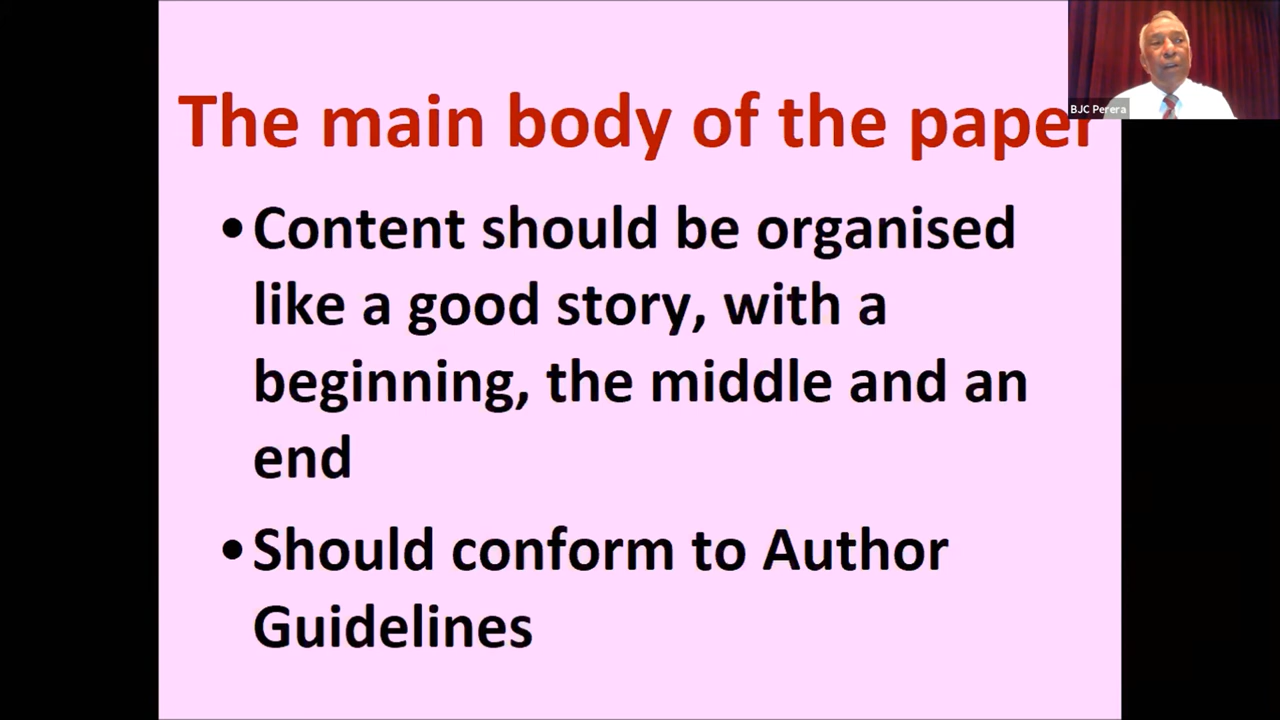 The main body of the paper
BJC Perera
•Content should be organised
like a good story, with a
beginning, the middle and an
end
•Should conform to Author
Guidelines